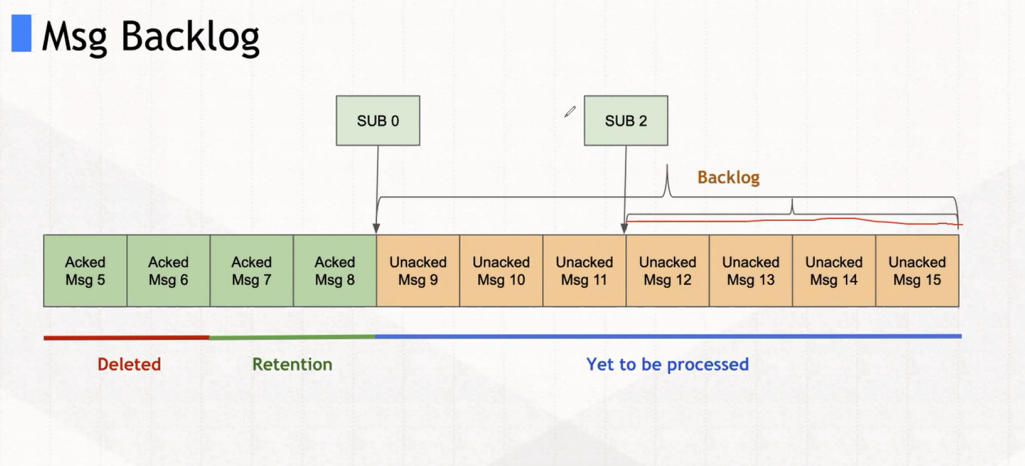 Msg Backlog
SUB 0
SUB 2
Backlog
Acked
Msg 5
Acked
Msg 6
Acked
Msg 7
Acked
Msg 8
Unacked
Msg 9
Unacked
Msg 10
Unacked
Msg 11
Unacked
Msg 12
Unacked
Msg 13
Unacked
Msg 14
Unacked
Msg 15
Deleted
Retention
Yet to be processed